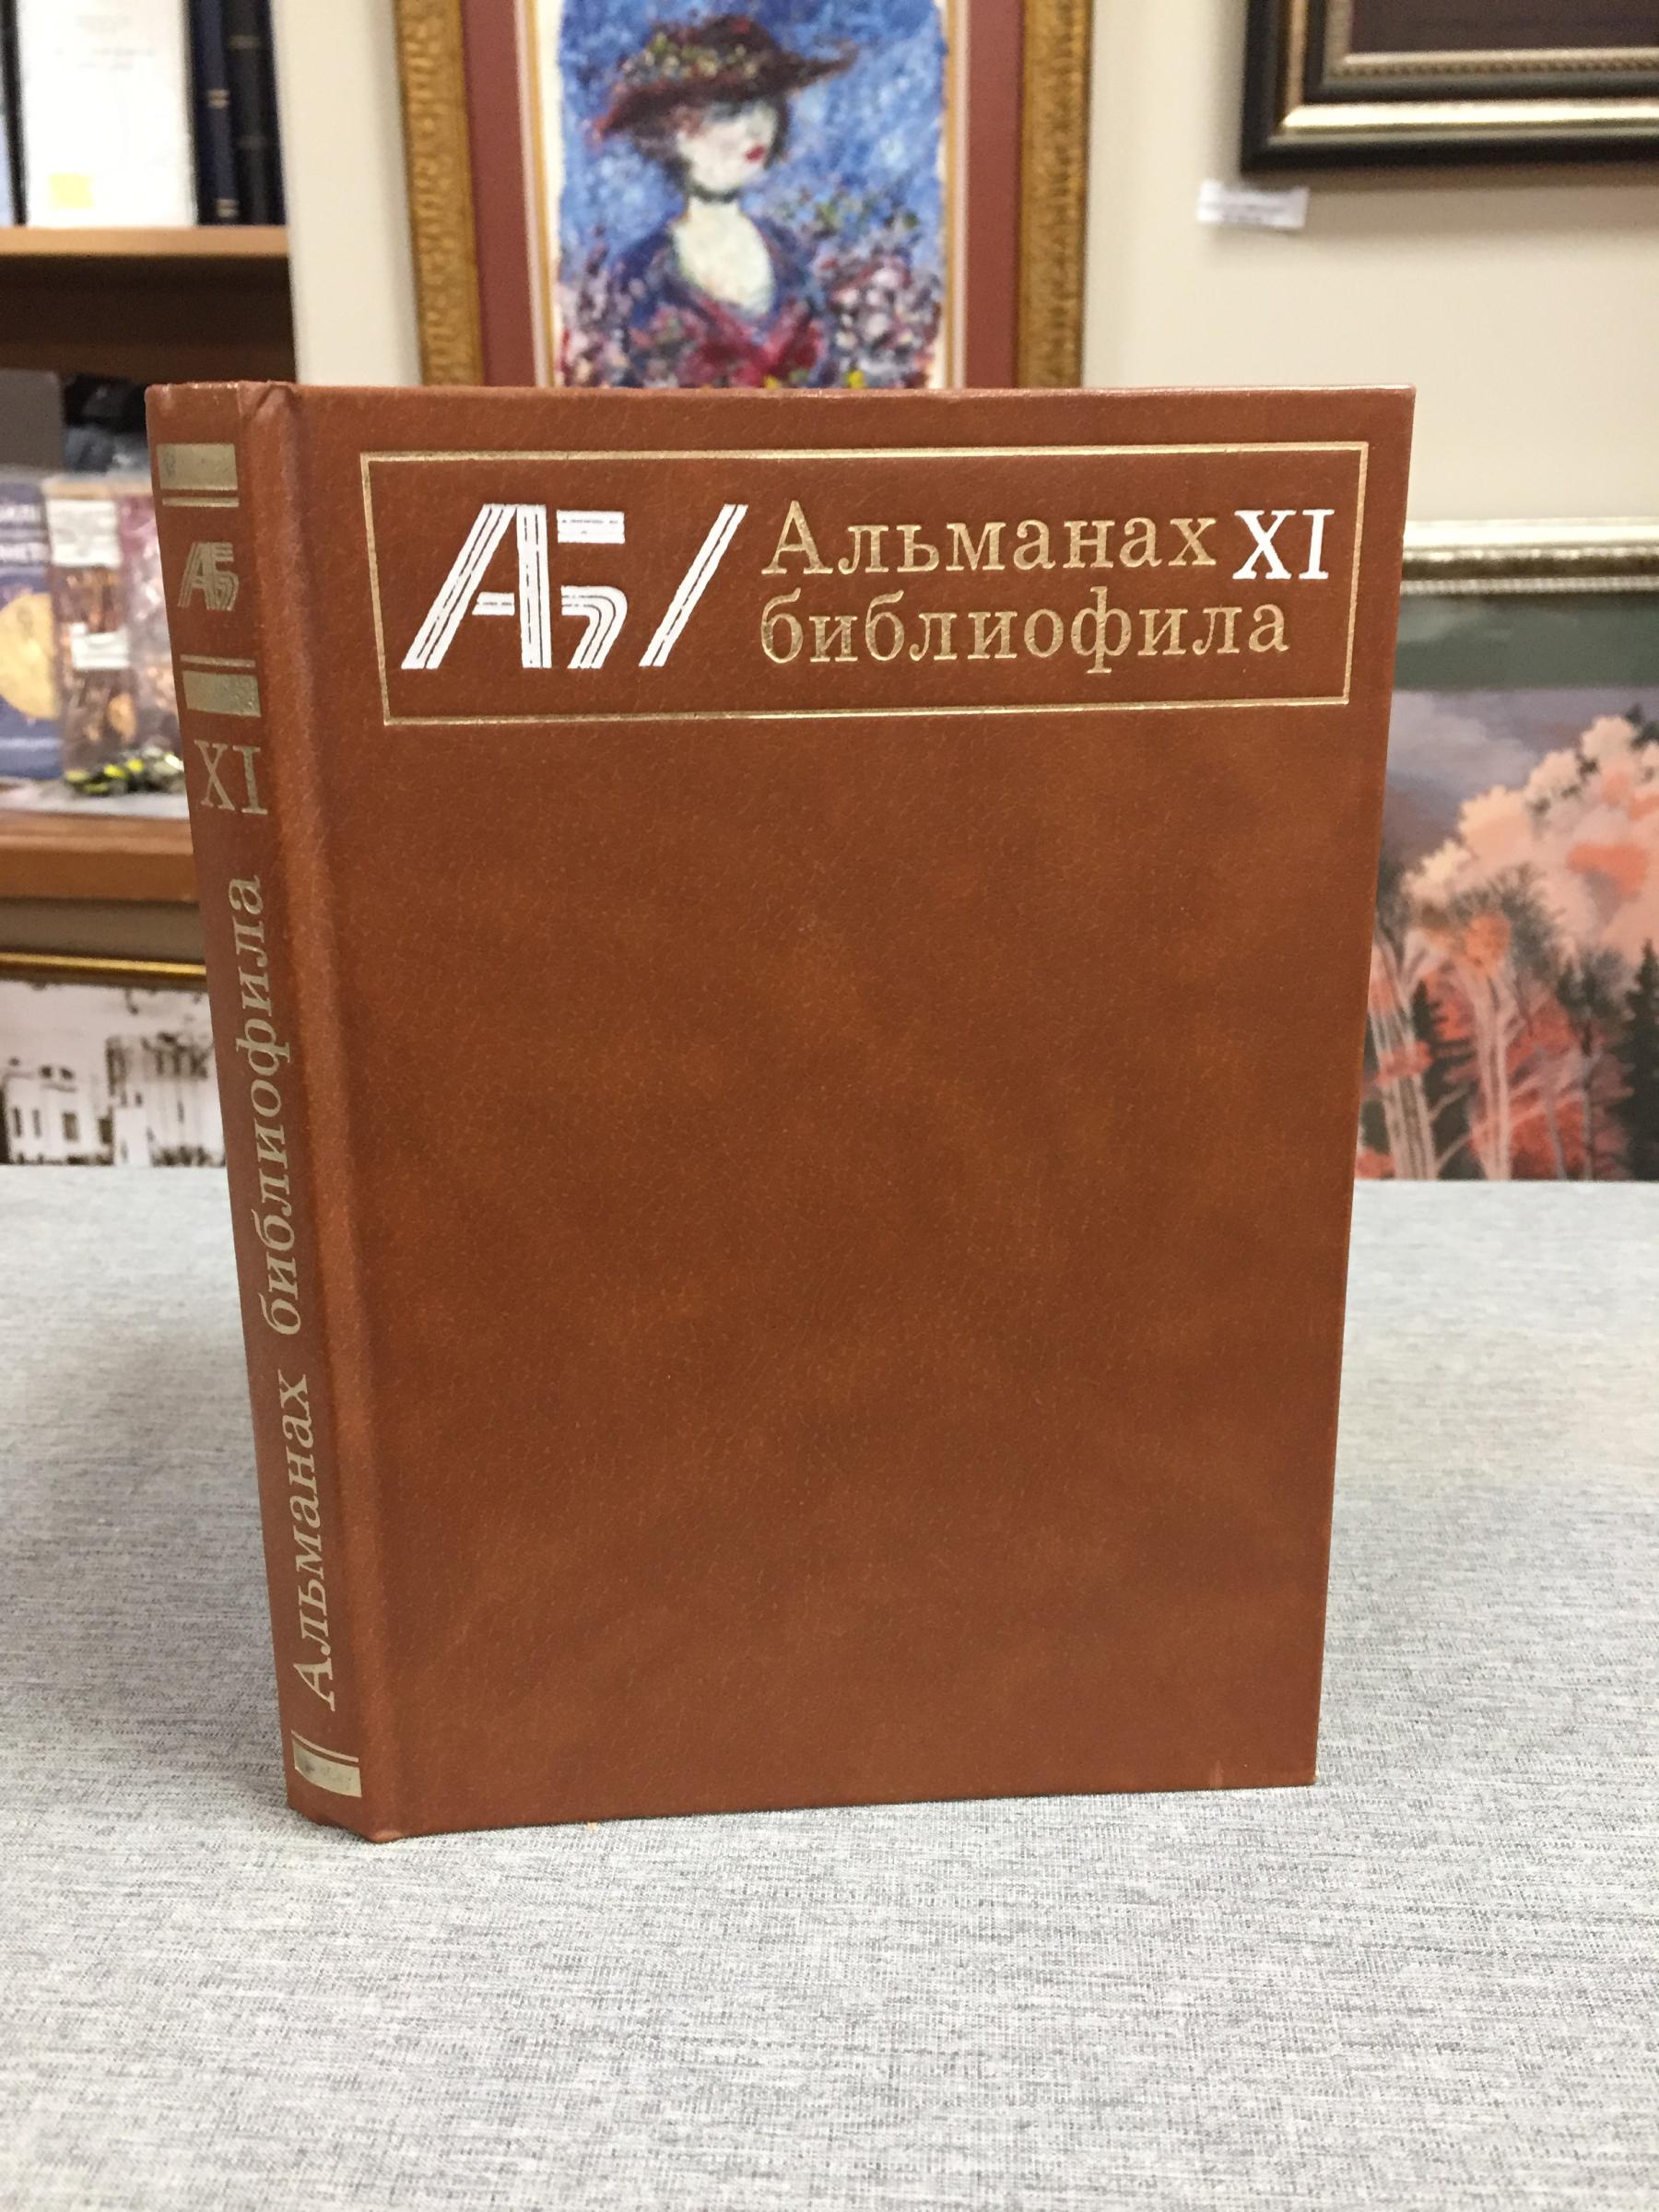 АБ/
Альманах XI
библиофила
АБ
XI
Альманах библиофила